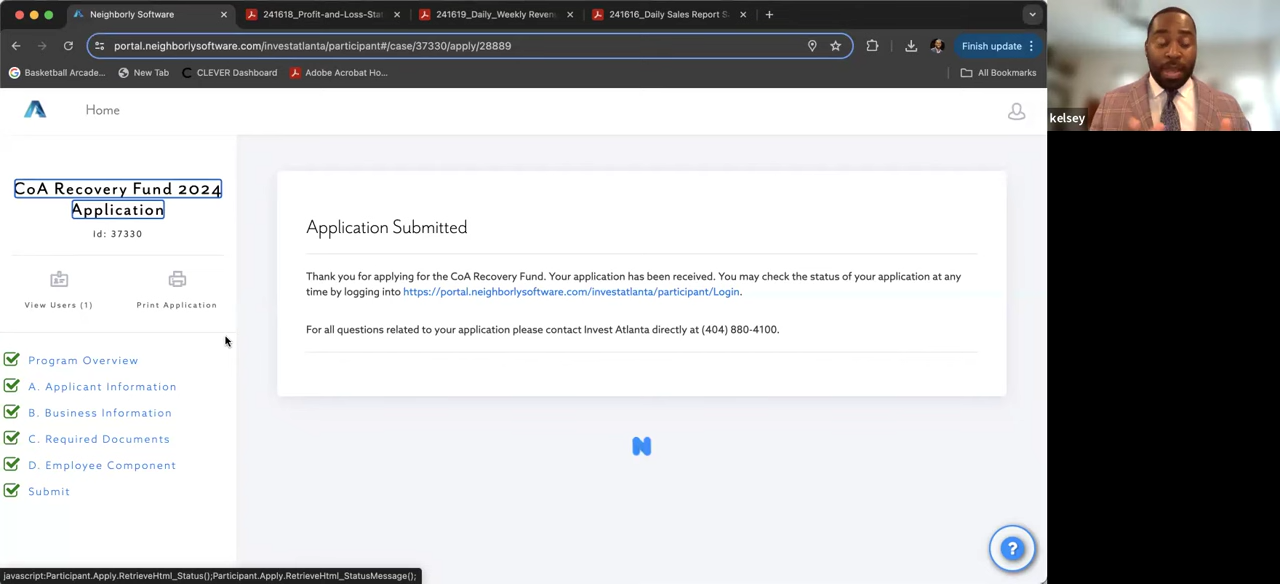 Neighborly Software
241618_Profit-and-Loss-Sta
241619_Daily_Weekly Reven
241616_Daily Sales Report S
portal.neighborlysoftware.com/investatlanta/participant#/case/37330/apply/28889
Finish update
Basketball Arcade...
New Tab
CLEVER Dashboard
Adobe Acrobat Ho...
All Bookmarks
kelsey
Home
CoA Recovery Fund 2024
Application
Id: 37330
View Users (1)
Print Application
Program Overview
A. Applicant Information
B. Business Information
C. Required Documents
D. Employee Component
Submit
Application Submitted
Thank you for applying for the CoA Recovery Fund. Your application has been received. You may check the status of your application at any
time by logging into https://portal.neighborlysoftware.com/investatlanta/participant/Login.
For all questions related to your application please contact Invest Atlanta directly at (404) 880-4100.
N
?
javascript:Participant.Apply.RetrieveHtml_Status();Participant.Apply.RetrieveHtml_StatusMessage();